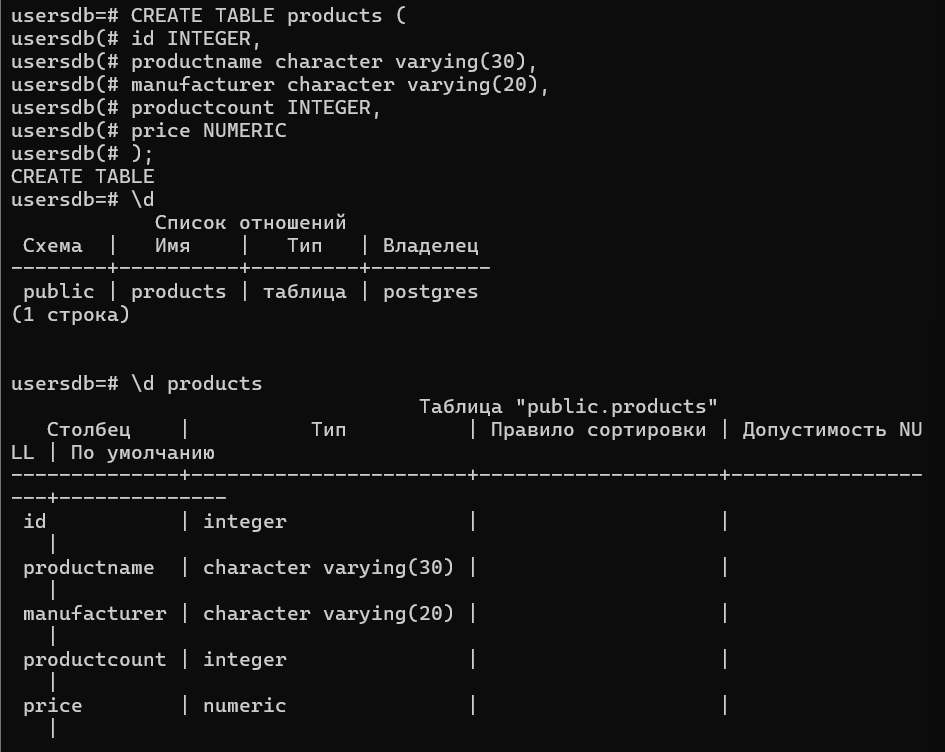 usersdb=# CREATE TABLE products (
usersdb(# id INTEGER,
usersdb(# productname character varying(30),
usersdb(# manufacturer character varying(20),
usersdb(# productcount INTEGER,
usersdb(# price NUMERIC
usersdb(# );
CREATE TABLE
usersdb=# \d
            Список отношений
 Схема  |   Имя    |   Тип   | Владелец
--------+----------+---------+----------
 public | products | таблица | postgres
(1 строка)
usersdb=# \d products
                                  Таблица "public.products"
   Столбец    |          Тип          | Правило сортировки | Допустимость NU
LL | По умолчанию
--------------+-----------------------+--------------------+----------------
---+--------------
 id           | integer               |                    |
   |
 productname  | character varying(30) |                    |
   |
 manufacturer | character varying(20) |                    |
   |
 productcount | integer               |                    |
   |
 price        | numeric               |                    |
   |